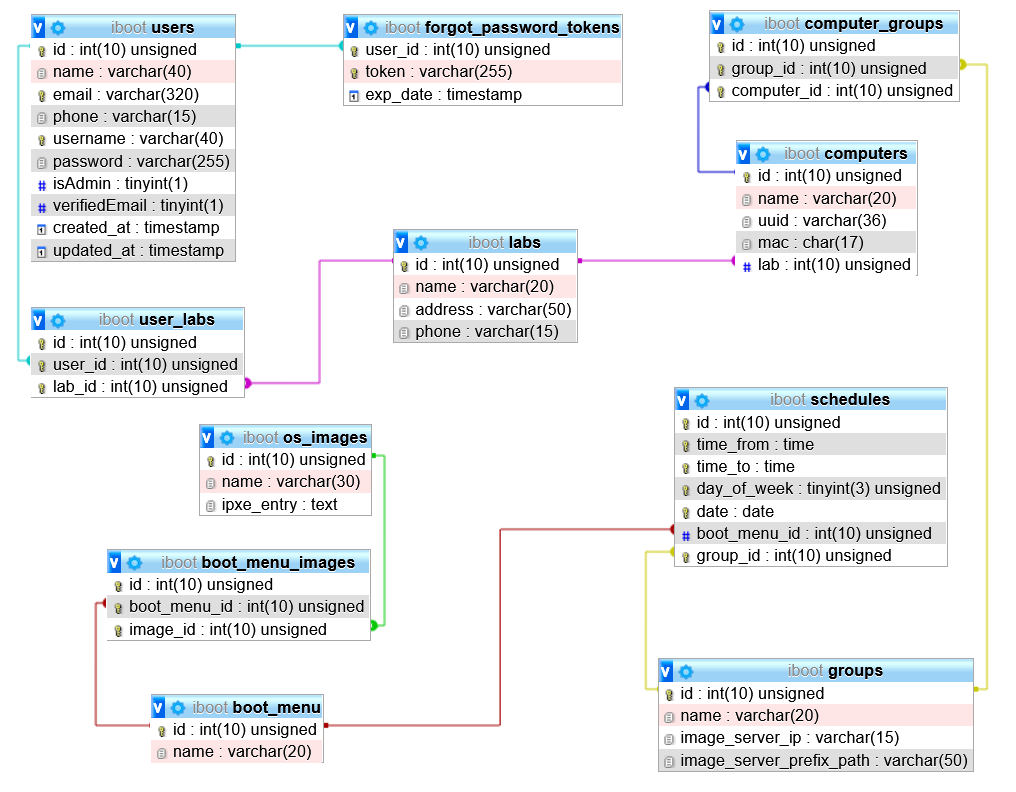 v iboot users
id : int(10) unsigned
name : varchar(40)
email : varchar(320)
phone : varchar(15)
username : varchar(40)
password : varchar(255)
# isAdmin : tinyint(1)
# verifiedEmail : tinyint(1)
created_at : timestamp
updated_at : timestamp
v iboot forgot_password_tokens
user_id : int(10) unsigned
token : varchar(255)
exp_date : timestamp
v iboot computer_groups
id : int(10) unsigned
group_id : int(10) unsigned
computer_id : int(10) unsigned
v iboot computers
id : int(10) unsigned
name : varchar(20)
uuid : varchar(36)
mac : char(17)
# lab : int(10) unsigned
v iboot labs
id : int(10) unsigned
name : varchar(20)
address : varchar(50)
phone : varchar(15)
v iboot user_labs
id : int(10) unsigned
user_id : int(10) unsigned
lab_id : int(10) unsigned
v iboot schedules
id : int(10) unsigned
time_from : time
time_to : time
day_of_week : tinyint(3) unsigned
date : date
# boot_menu_id : int(10) unsigned
group_id : int(10) unsigned
v iboot os_images
id : int(10) unsigned
name : varchar(30)
ipxe_entry : text
v iboot boot_menu_images
id : int(10) unsigned
boot_menu_id : int(10) unsigned
image_id : int(10) unsigned
v iboot boot_menu
id : int(10) unsigned
name : varchar(20)
v iboot groups
id : int(10) unsigned
name : varchar(20)
image_server_ip : varchar(15)
image_server_prefix_path : varchar(50)